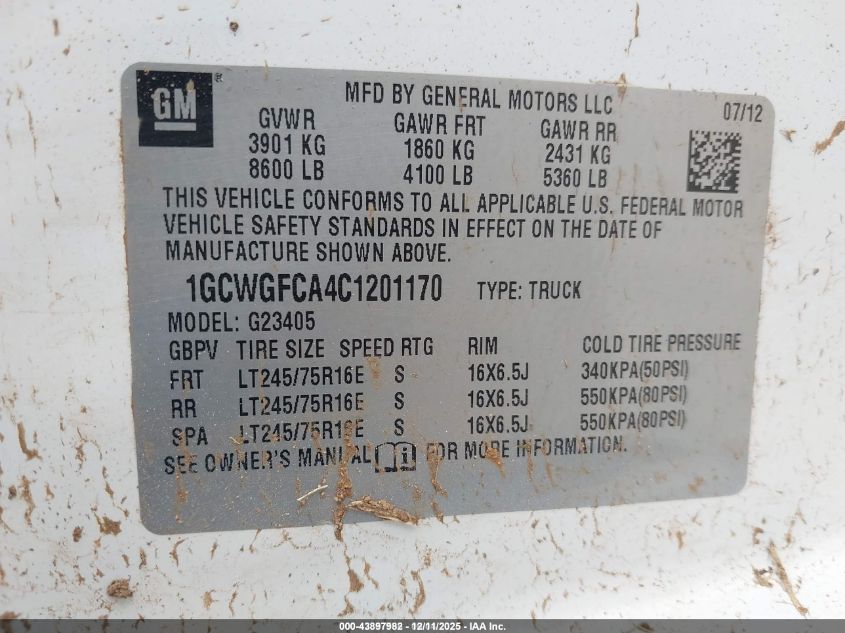 GM ®
MFD BY GENERAL MOTORS LLC 07/12
GVWR GAWR FRT GAWR RR
3901 KG 1860 KG 2431 KG
8600 LB 4100 LB 5360 LB
THIS VEHICLE CONFORMS TO ALL APPLICABLE U.S. FEDERAL MOTOR
VEHICLE SAFETY STANDARDS IN EFFECT ON THE DATE OF
MANUFACTURE SHOWN ABOVE.
1GCWGFCA4C1201170 TYPE: TRUCK
MODEL: G23405
GBPV TIRE SIZE SPEED RTG RIM COLD TIRE PRESSURE
FRT LT245/75R16E S 16X6.5J 340KPA(50PSI)
RR LT245/75R16E S 16X6.5J 550KPA(80PSI)
SPA LT245/75R16E S 16X6.5J 550KPA(80PSI)
SEE OWNER'S MANUAL FOR MORE INFORMATION.
000-43897982 - 12/11/2025 - IAA Inc.